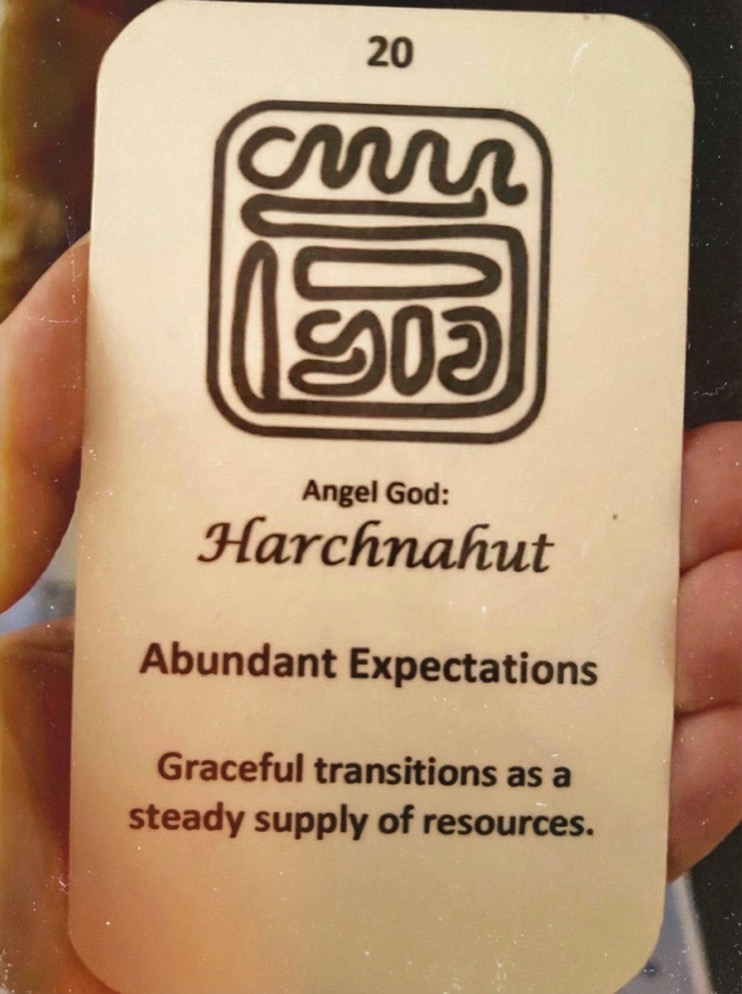 20
Angel God:
Harchnahut
Abundant Expectations
Graceful transitions as a
steady supply of resources.